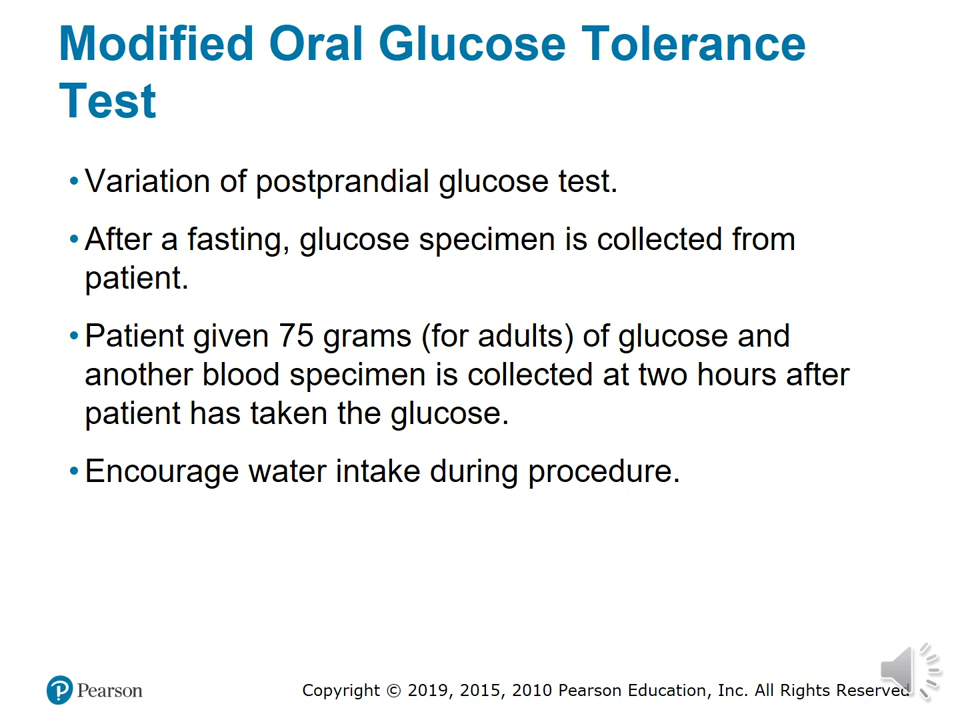 Modified Oral Glucose Tolerance
Test
• Variation of postprandial glucose test.
• After a fasting, glucose specimen is collected from
patient.
• Patient given 75 grams (for adults) of glucose and
another blood specimen is collected at two hours after
patient has taken the glucose.
• Encourage water intake during procedure.
Pearson
Copyright © 2019, 2015, 2010 Pearson Education, Inc. All Rights Reserved